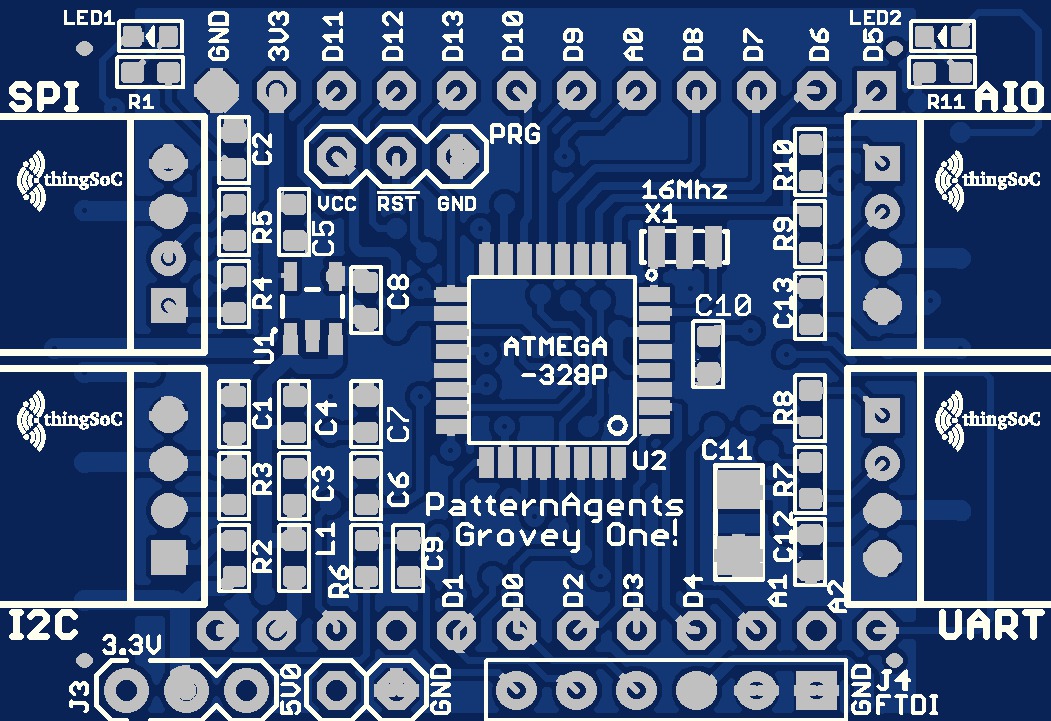 LED1
GND
3V3
D11
D12
D13
D10
D9
A0
D8
D7
D6
D5
LED2
R1
R11
SPI
AIO
PRG
VCC
RST
GND
C2
R5
C5
R4
C8
U1
thingSoC
thingSoC
16Mhz
X1
R10
R9
C13
C10
ATMEGA
-328P
U2
thingSoC
thingSoC
C1
C4
C7
R3
C3
C6
R2
L1
R6
C9
C11
R8
R7
C12
PatternAgents
Grovey One!
D1
D0
D2
D3
D4
A1
A2
I2C
UART
3.3V
J3
5V0
GND
GND
J4
FTDI